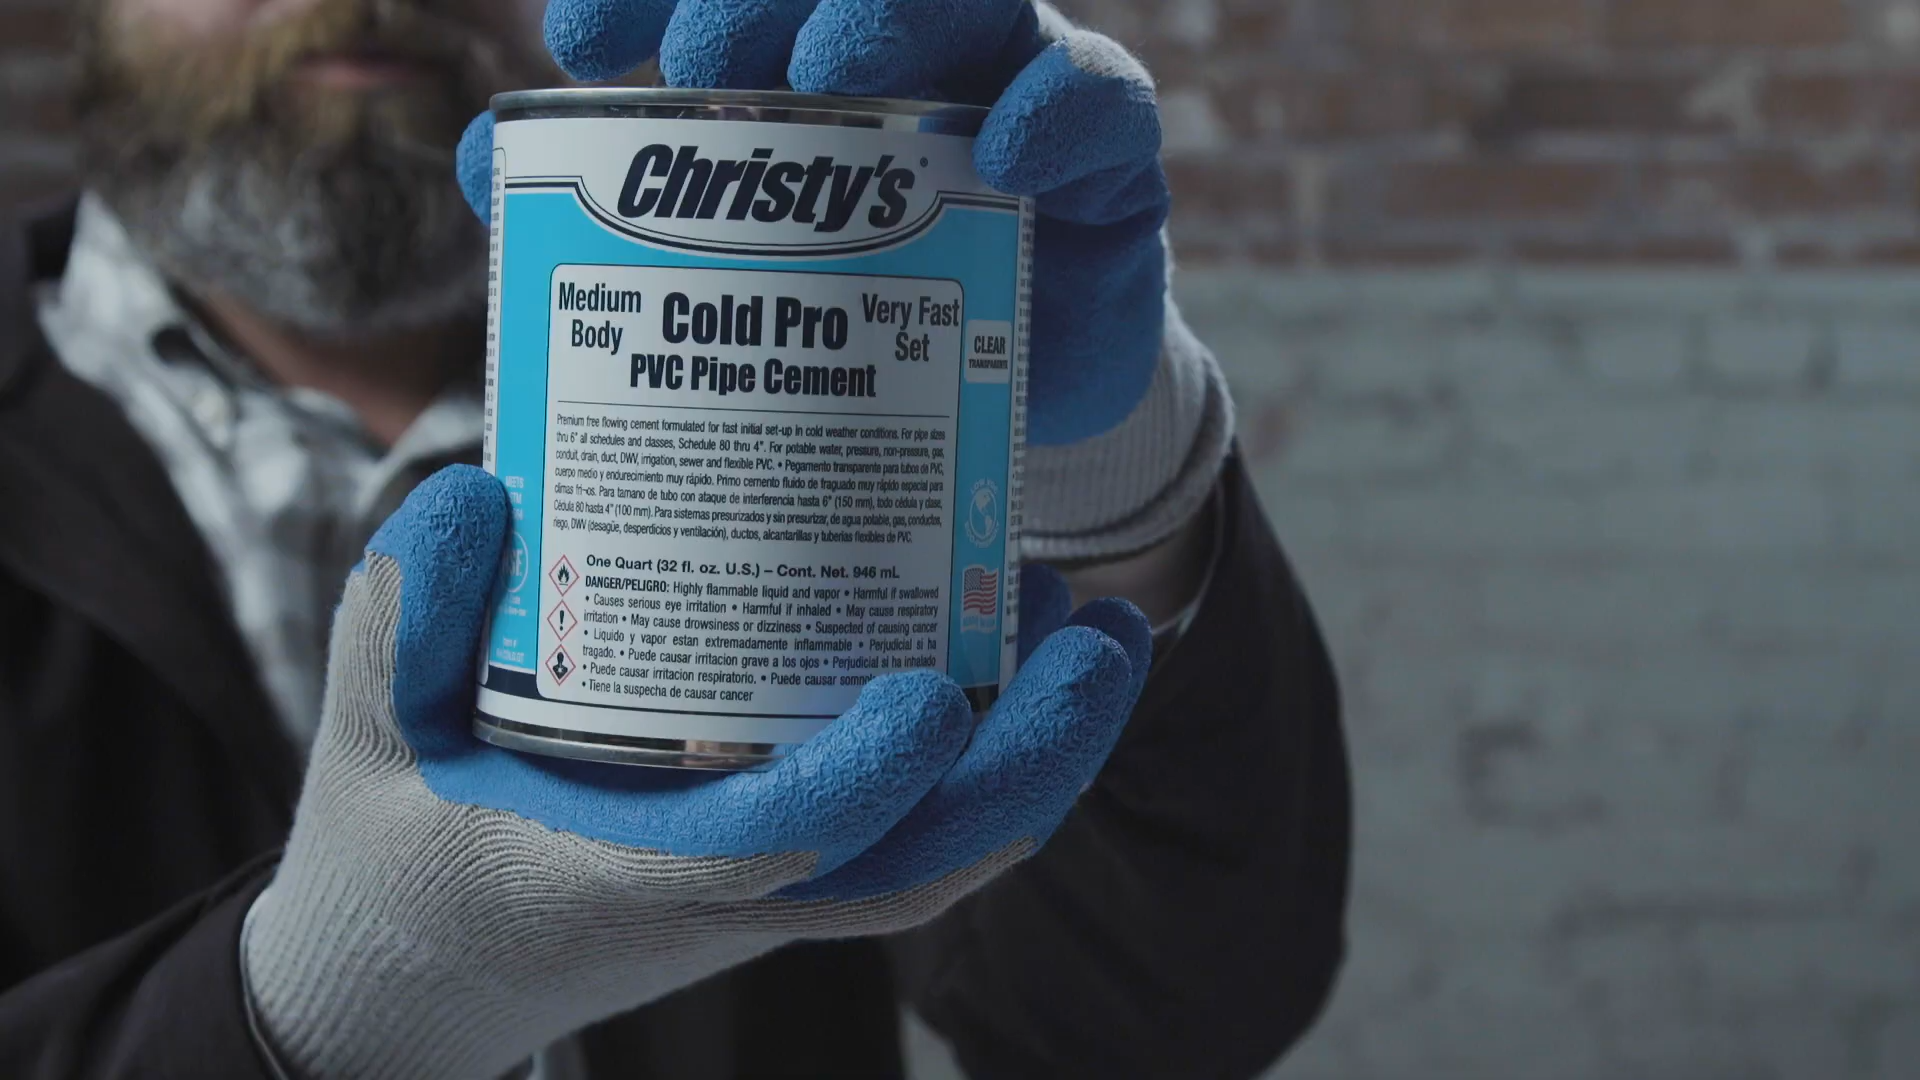 Christy's®
Medium Body
Cold Pro
Very Fast Set
PVC Pipe Cement
CLEAR
TRANSPARENTE
Premium free flowing cement formulated for fast initial set-up in cold weather conditions. For pipe sizes
thru 6" all schedules and classes, Schedule 80 thru 4". For potable water, pressure, non-pressure, gas,
conduit, drain, duct, DWV, irrigation, sewer and flexible PVC. • Pegamento transparente para tubos de PVC,
cuerpo medio y endurecimiento muy rápido. Primo cemento fluido de fraguado muy rápido especial para
climas frí-os. Para tamano de tubo con ataque de interferencia hasta 6" (150 mm), todo cédula y clase,
Cédula 80 hasta 4" (100 mm). Para sistemas presurizados y sin presurizar, de agua potable, gas, conductos,
riego, DWV (desagüe, desperdicios y ventilación), ductos, alcantarillas y tuberias flexibles de PVC.
One Quart (32 fl. oz. U.S.) – Cont. Net. 946 mL
DANGER/PELIGRO: Highly flammable liquid and vapor • Harmful if swallowed
• Causes serious eye irritation • Harmful if inhaled • May cause respiratory
irritation • May cause drowsiness or dizziness • Suspected of causing cancer
• Liquido y vapor estan extremadamente inflammable • Perjudicial si ha
tragado. • Puede causar irritacion grave a los ojos • Perjudicial si ha inhalado
• Puede causar irritacion respiratorio. • Puede causar
• Tiene la suspecha de causar cancer